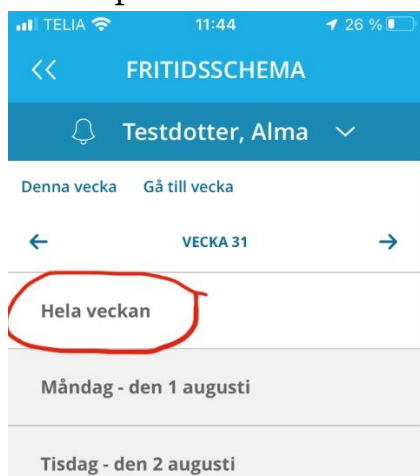 TELIA 11:44 26 %
<< FRITIDSSCHEMA
Testdotter, Alma
Denna vecka Gå till vecka
← VECKA 31 →
Hela veckan
Måndag - den 1 augusti
Tisdag - den 2 augusti